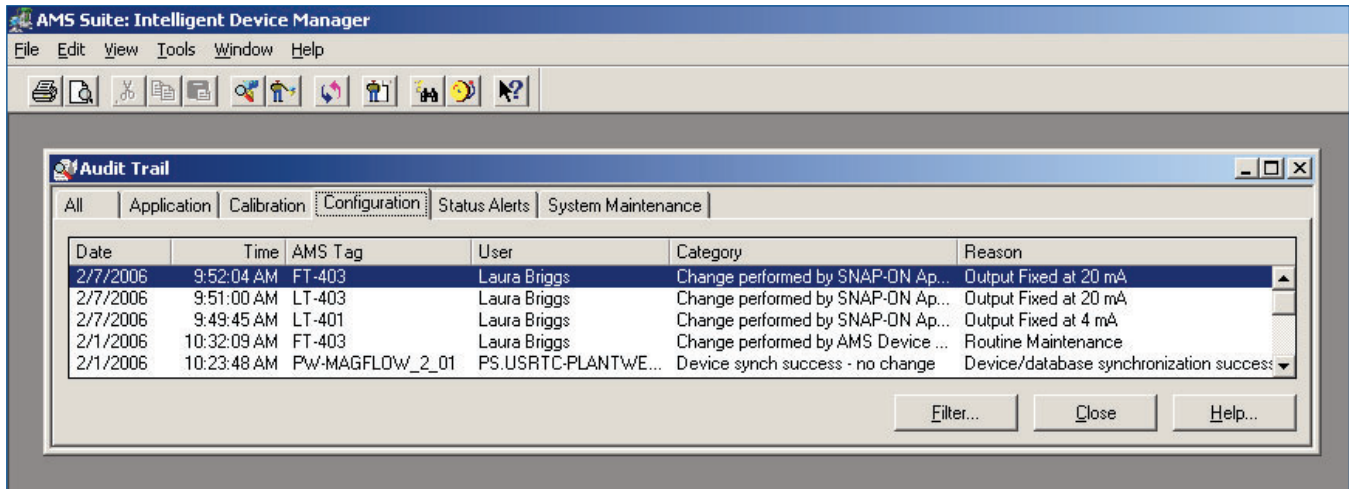 AMS Suite: Intelligent Device Manager
File Edit View Tools Window Help
Audit Trail
All Application Calibration Configuration Status Alerts System Maintenance
Date Time AMS Tag User Category Reason
2/7/2006 9:52:04 AM FT-403 Laura Briggs Change performed by SNAP-ON Ap... Output Fixed at 20 mA
2/7/2006 9:51:00 AM LT-403 Laura Briggs Change performed by SNAP-ON Ap... Output Fixed at 20 mA
2/7/2006 9:49:45 AM LT-401 Laura Briggs Change performed by SNAP-ON Ap... Output Fixed at 4 mA
2/1/2006 10:32:09 AM FT-403 Laura Briggs Change performed by AMS Device ... Routine Maintenance
2/1/2006 10:23:48 AM PW-MAGFLOW_2_01 PS.USRTC-PLANTWE... Device synch success - no change Device/database synchronization success
Filter... Close Help...